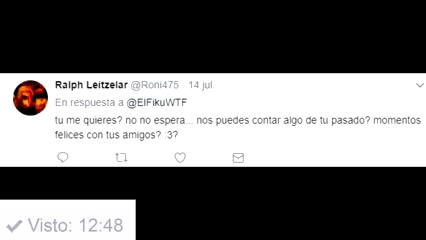 Ralph Leitzelar @Roni475 · 14 jul.
En respuesta a @ElFikuWTF
tu me quieres? no no espera... nos puedes contar algo de tu pasado? momentos
felices con tus amigos? :3?
Visto: 12:48